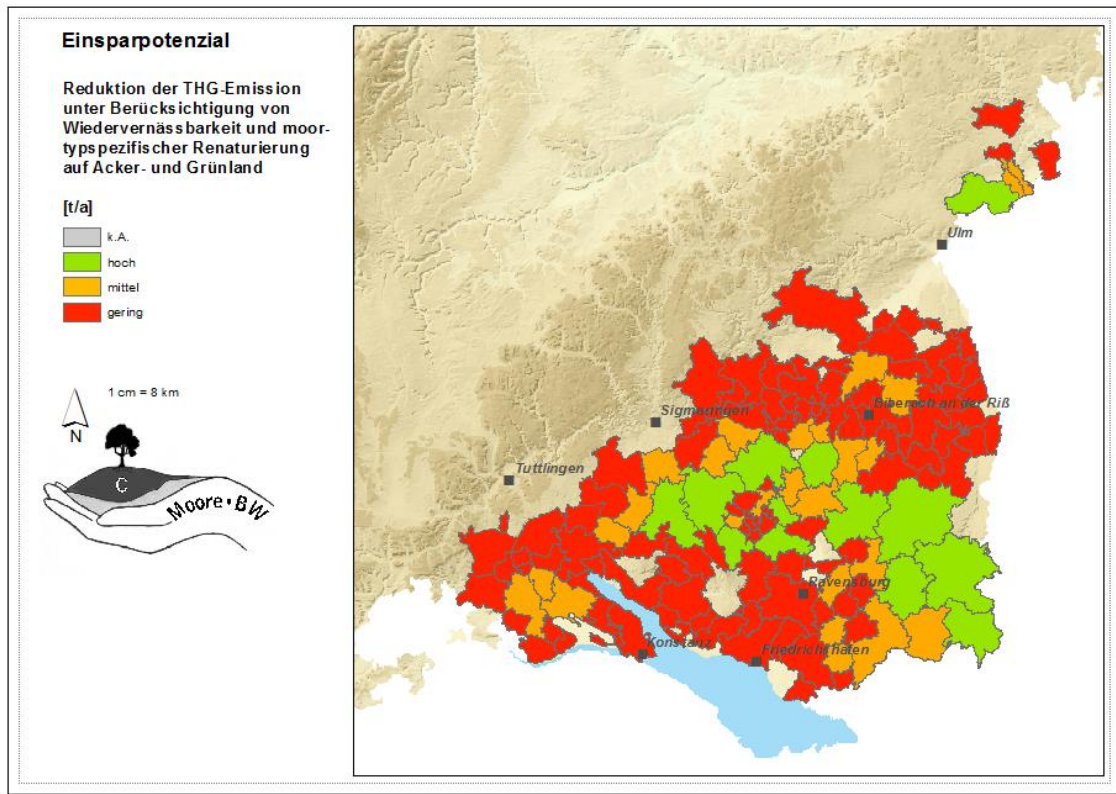 Einsparpotenzial
Reduktion der THG-Emission
unter Berücksichtigung von
Wiedervernässbarkeit und moor-
typspezifischer Renaturierung
auf Acker- und Grünland
[t/a]
k.A.
hoch
mittel
gering
1 cm = 8 km
N
C
Moore·BW
Ulm
Biberach an der Riß
Sigmaringen
Tuttlingen
Ravensburg
Konstanz
Friedrichshafen